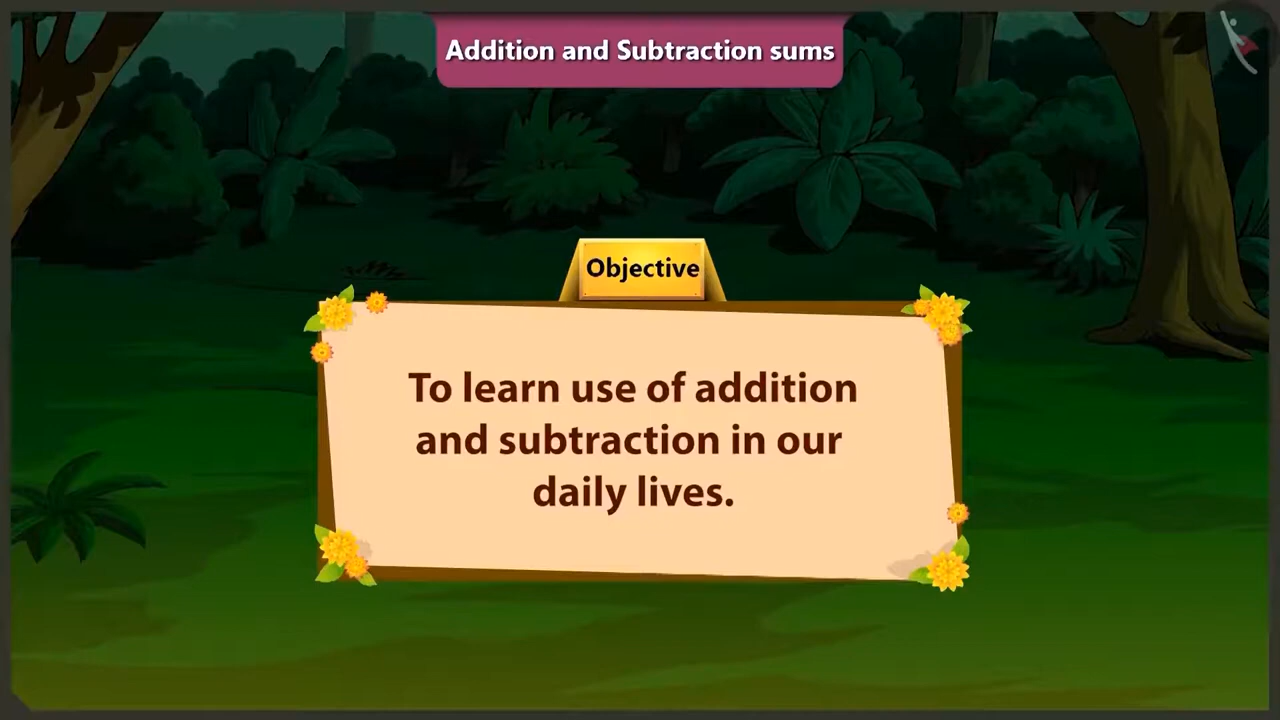 Addition and Subtraction sums
Objective
To learn use of addition
and subtraction in our
daily lives.